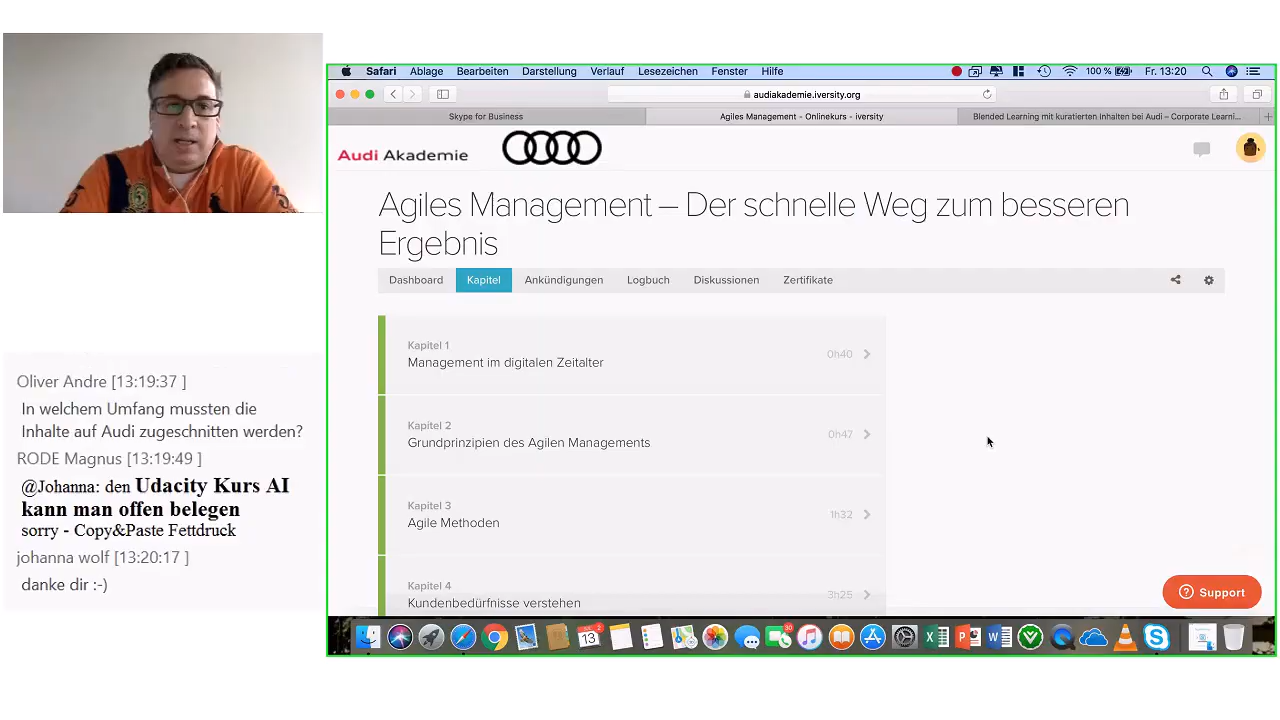 Safari Ablage Bearbeiten Darstellung Verlauf Lesezeichen Fenster Hilfe 100 % Fr. 13:20
audiakademie.iversity.org
Skype for Business Agiles Management - Onlinekurs - iversity Blended Learning mit kuratierten Inhalten bei Audi – Corporate Learni...
Audi Akademie
Agiles Management – Der schnelle Weg zum besseren
Ergebnis
Dashboard Kapitel Ankündigungen Logbuch Diskussionen Zertifikate
Kapitel 1
Management im digitalen Zeitalter
0h40
Kapitel 2
Grundprinzipien des Agilen Managements
0h47
Kapitel 3
Agile Methoden
1h32
Kapitel 4
Kundenbedürfnisse verstehen
3h25
Support
Oliver Andre [13:19:37 ]
In welchem Umfang mussten die
Inhalte auf Audi zugeschnitten werden?
RODE Magnus [13:19:49 ]
@Johanna: den Udacity Kurs AI
kann man offen belegen
sorry - Copy&Paste Fettdruck
johanna wolf [13:20:17 ]
danke dir :-)